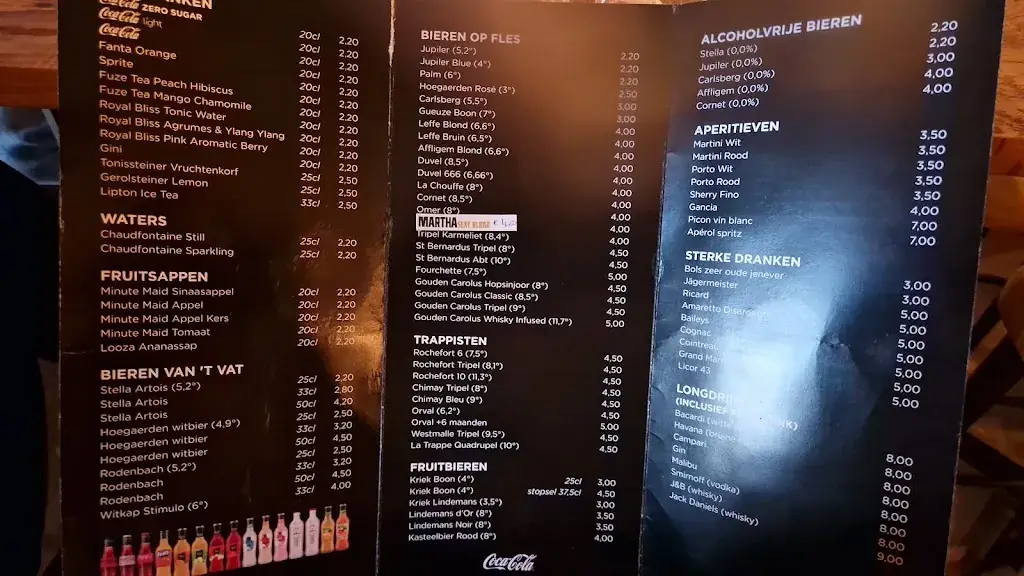 ANKEN
Coca-Cola ZERO SUGAR 20cl 2,20
Coca-Cola light 20cl 2,20
Coca-Cola 20cl 2,20
Fanta Orange 20cl 2,20
Sprite 20cl 2,20
Fuze Tea Peach Hibiscus 20cl 2,20
Fuze Tea Mango Chamomile 20cl 2,20
Royal Bliss Tonic Water 20cl 2,20
Royal Bliss Agrumes & Ylang Ylang 20cl 2,20
Royal Bliss Pink Aromatic Berry 20cl 2,20
Gini 20cl 2,20
Tonissteiner Vruchtenkorf 25cl 2,50
Gerolsteiner Lemon 25cl 2,50
Lipton Ice Tea 33cl 2,50
WATERS
Chaudfontaine Still 25cl 2,20
Chaudfontaine Sparkling 25cl 2,20
FRUITSAPPEN
Minute Maid Sinaasappel 20cl 2,20
Minute Maid Appel 20cl 2,20
Minute Maid Appel Kers 20cl 2,20
Minute Maid Tomaat 20cl 2,20
Looza Ananassap 20cl 2,20
BIEREN VAN 'T VAT
Stella Artois (5,2°) 25cl 2,20
Stella Artois 33cl 2,80
Stella Artois 50cl 4,20
Hoegaarden witbier (4,9°) 25cl 2,50
Hoegaarden witbier 33cl 3,20
Hoegaarden witbier 50cl 4,50
Rodenbach (5,2°) 25cl 2,50
Rodenbach 33cl 3,20
Rodenbach 50cl 4,50
Witkap Stimulo (6°) 33cl 4,00
BIEREN OP FLES
Jupiler (5,2°) 2,20
Jupiler Blue (4°) 2,20
Palm (6°) 2,20
Hoegaarden Rosé (3°) 2,50
Carlsberg (5,5°) 3,00
Gueuze Boon (7°) 3,00
Leffe Blond (6,6°) 4,00
Leffe Bruin (6,5°) 4,00
Affligem Blond (6,6°) 4,00
Duvel (8,5°) 4,00
Duvel 666 (6,66°) 4,00
La Chouffe (8°) 4,00
Cornet (8,5°) 4,00
Omer (8°) 4,00
MARTHA SEXY BLOND € 4,00
Tripel Karmeliet (8,4°) 4,50
St Bernardus Tripel (8°) 4,50
St Bernardus Abt (10°) 4,50
Fourchette (7,5°) 5,00
Gouden Carolus Hopsinjoor (8°) 4,50
Gouden Carolus Classic (8,5°) 4,50
Gouden Carolus Tripel (9°) 4,50
Gouden Carolus Whisky Infused (11,7°) 5,00
TRAPPISTEN
Rochefort 6 (7,5°) 4,50
Rochefort Tripel (8,1°) 4,50
Rochefort 10 (11,3°) 4,50
Chimay Tripel (8°) 4,50
Chimay Bleu (9°) 4,50
Orval (6,2°) 4,50
Orval +6 maanden 5,00
Westmalle Tripel (9,5°) 4,50
La Trappe Quadrupel (10°) 4,50
FRUITBIEREN
Kriek Boon (4°) 25cl 3,00
Kriek Boon (4°) stopsel 37.5cl 4,50
Kriek Lindemans (3,5°) 3,00
Lindemans d'Or (8°) 3,50
Lindemans Noir (8°) 3,50
Kasteelbier Rood (8°) 4,00
Coca-Cola
ALCOHOLVRIJE BIEREN
Stella (0,0%) 2,20
Jupiler (0,0%) 2,20
Carlsberg (0,0%) 3,00
Affligem (0,0%) 4,00
Cornet (0,0%) 4,00
APERITIEVEN
Martini Wit 3,50
Martini Rood 3,50
Porto Wit 3,50
Porto Rood 3,50
Sherry Fino 3,50
Gancia 4,00
Picon vin blanc 7,00
Apérol spritz 7,00
STERKE DRANKEN
Bols zeer oude jenever 3,00
Jägermeister 3,00
Ricard 5,00
Amaretto 5,00
Baileys 5,00
Cognac 5,00
Cointreau 5,00
Grand Mar 5,00
Licor 43 5,00
LONGDRI
(INCLUSIEF NK)
Bacardi 8,00
Havana 8,00
Campari 8,00
Gin 8,00
Malibu 8,00
Smirnoff (vodka) 8,00
J&B (whisky) 8,00
Jack Daniels (whisky) 9,00